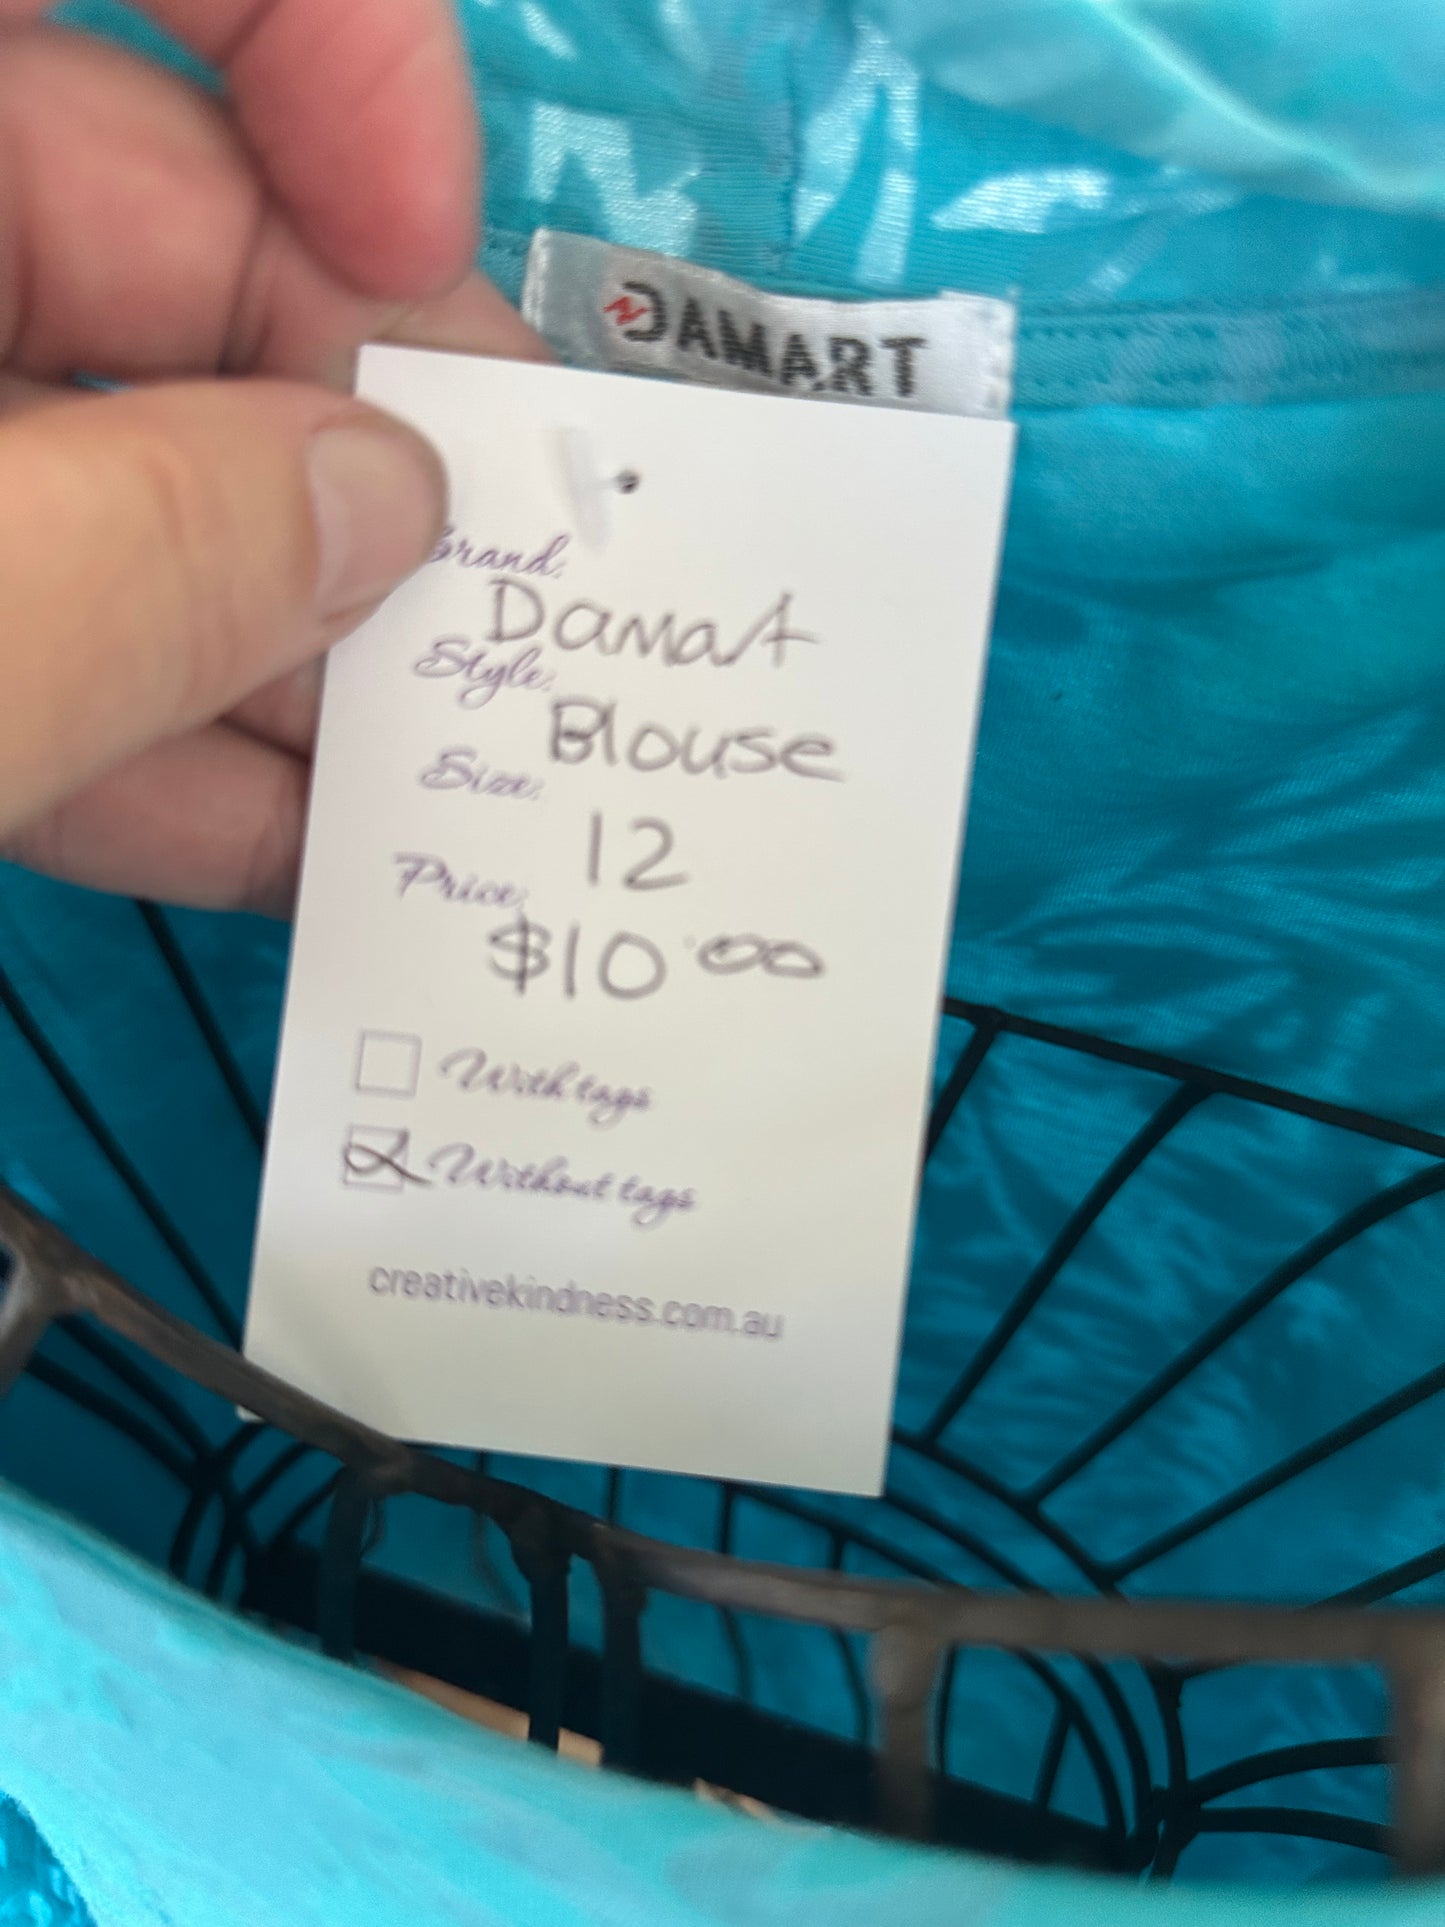 DAMART
Brand:
Damart
Style:
Blouse
Size:
12
Price:
$10.00
With tags
Without tags
creativekindness.com.au